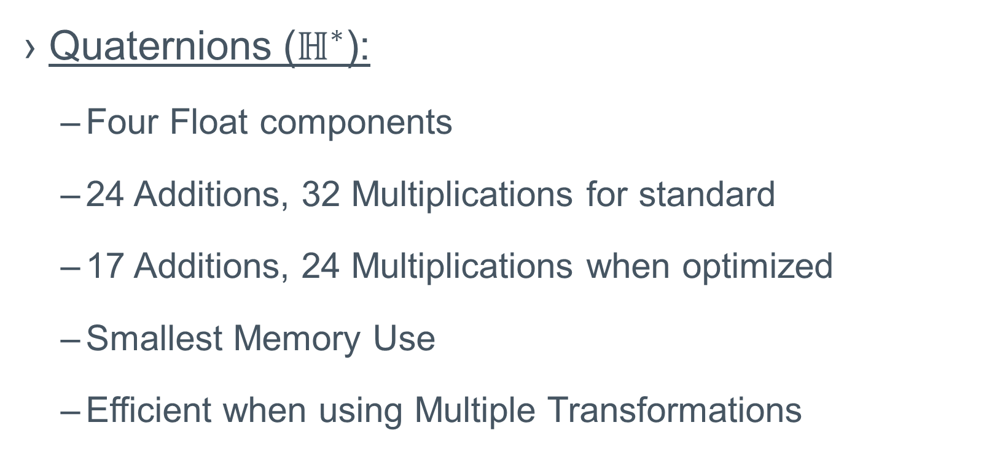 › Quaternions (ℍ*):
– Four Float components
– 24 Additions, 32 Multiplications for standard
– 17 Additions, 24 Multiplications when optimized
– Smallest Memory Use
– Efficient when using Multiple Transformations